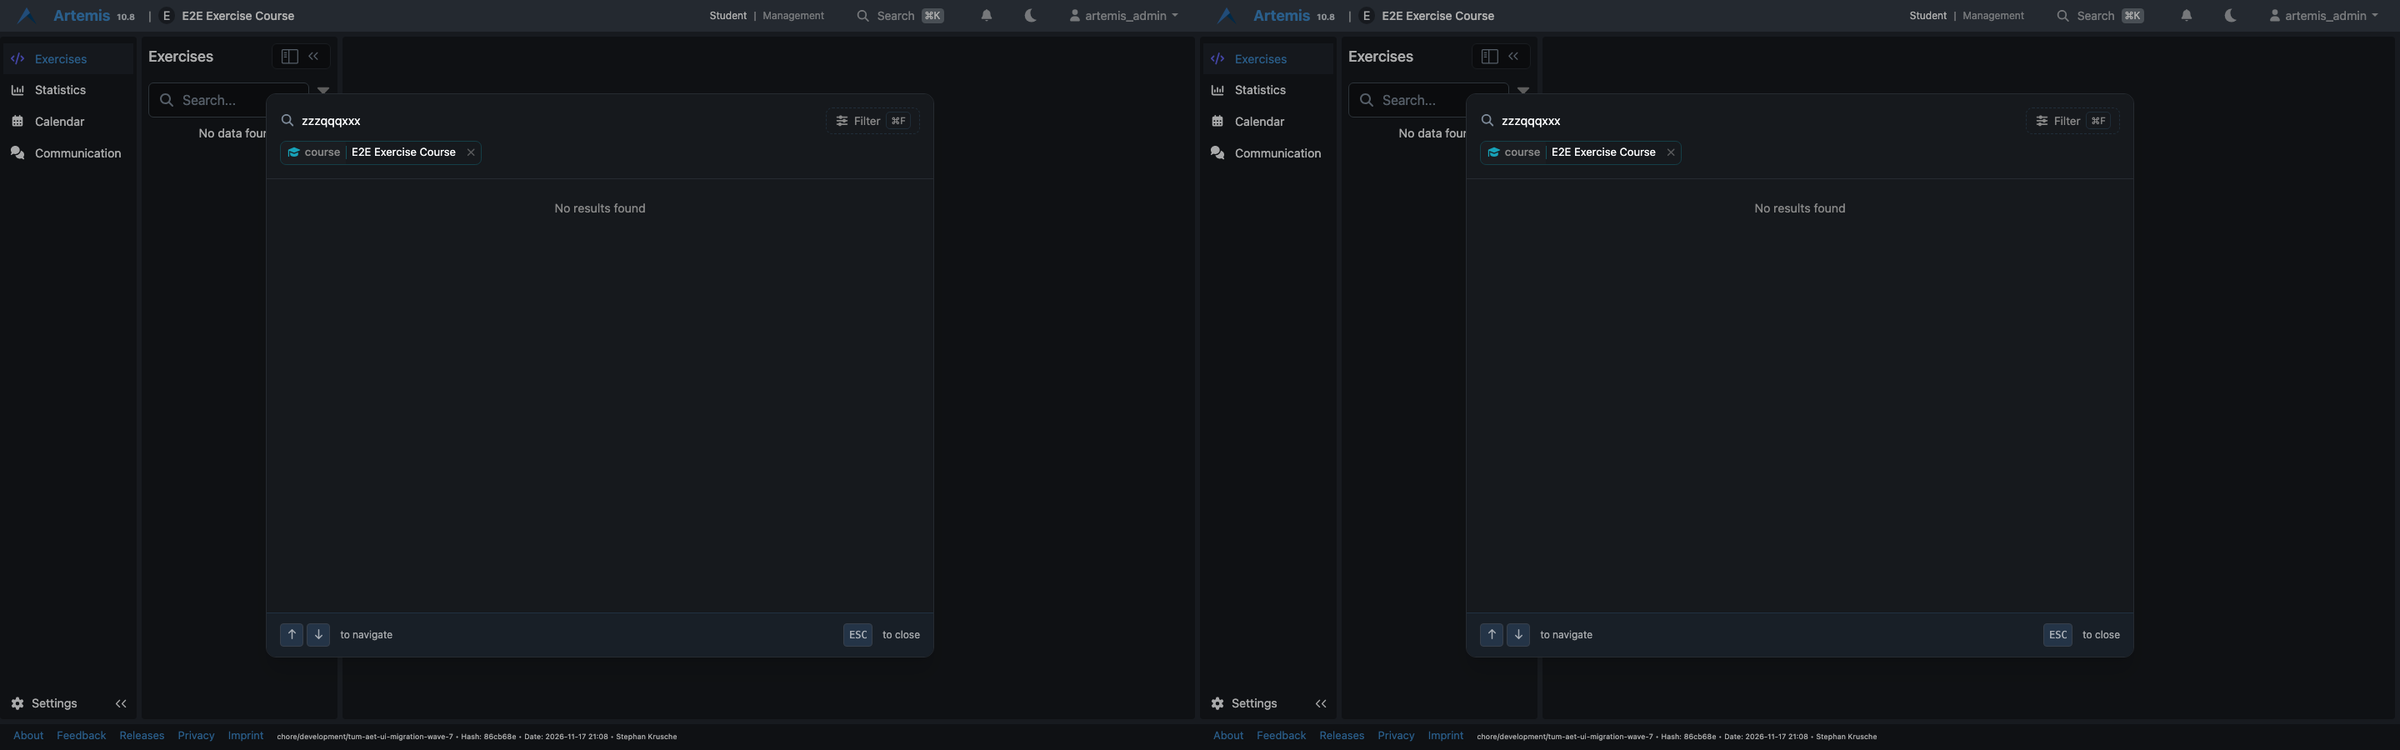 Artemis 10.8 | E E2E Exercise Course Student | Management Search ⌘K artemis_admin
Exercises
Statistics
Calendar
Communication
Exercises
Search...
No data four
zzzqqqxxx Filter ⌘F
course E2E Exercise Course
No results found
↑ ↓ to navigate ESC to close
Settings
About Feedback Releases Privacy Imprint chore/development/tum-aet-ui-migration-wave-7 • Hash: 86cb68e • Date: 2026-11-17 21:08 • Stephan Krusche
Artemis 10.8 | E E2E Exercise Course Student | Management Search ⌘K artemis_admin
Exercises
Statistics
Calendar
Communication
Exercises
Search...
No data four
zzzqqqxxx Filter ⌘F
course E2E Exercise Course
No results found
↑ ↓ to navigate ESC to close
Settings
About Feedback Releases Privacy Imprint chore/development/tum-aet-ui-migration-wave-7 • Hash: 86cb68e • Date: 2026-11-17 21:08 • Stephan Krusche